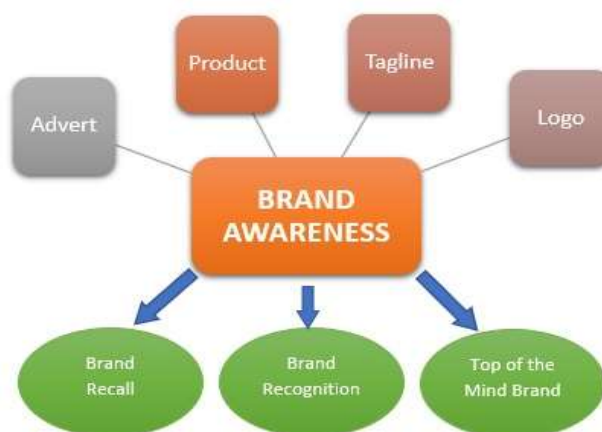 Product
Tagline
Advert
Logo
BRAND
AWARENESS
Brand
Recall
Brand
Recognition
Top of the
Mind Brand